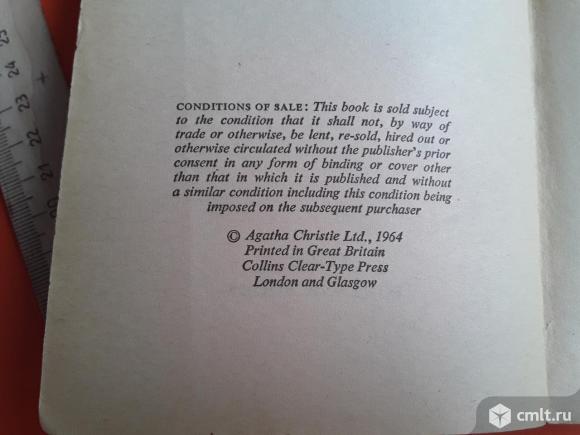 CONDITIONS OF SALE: This book is sold subject
to the condition that it shall not, by way of
trade or otherwise, be lent, re-sold, hired out or
otherwise circulated without the publisher's prior
consent in any form of binding or cover other
than that in which it is published and without
a similar condition including this condition being
imposed on the subsequent purchaser
© Agatha Christie Ltd., 1964
Printed in Great Britain
Collins Clear-Type Press
London and Glasgow
25
24
23
22
21
20
19
cmlt.ru